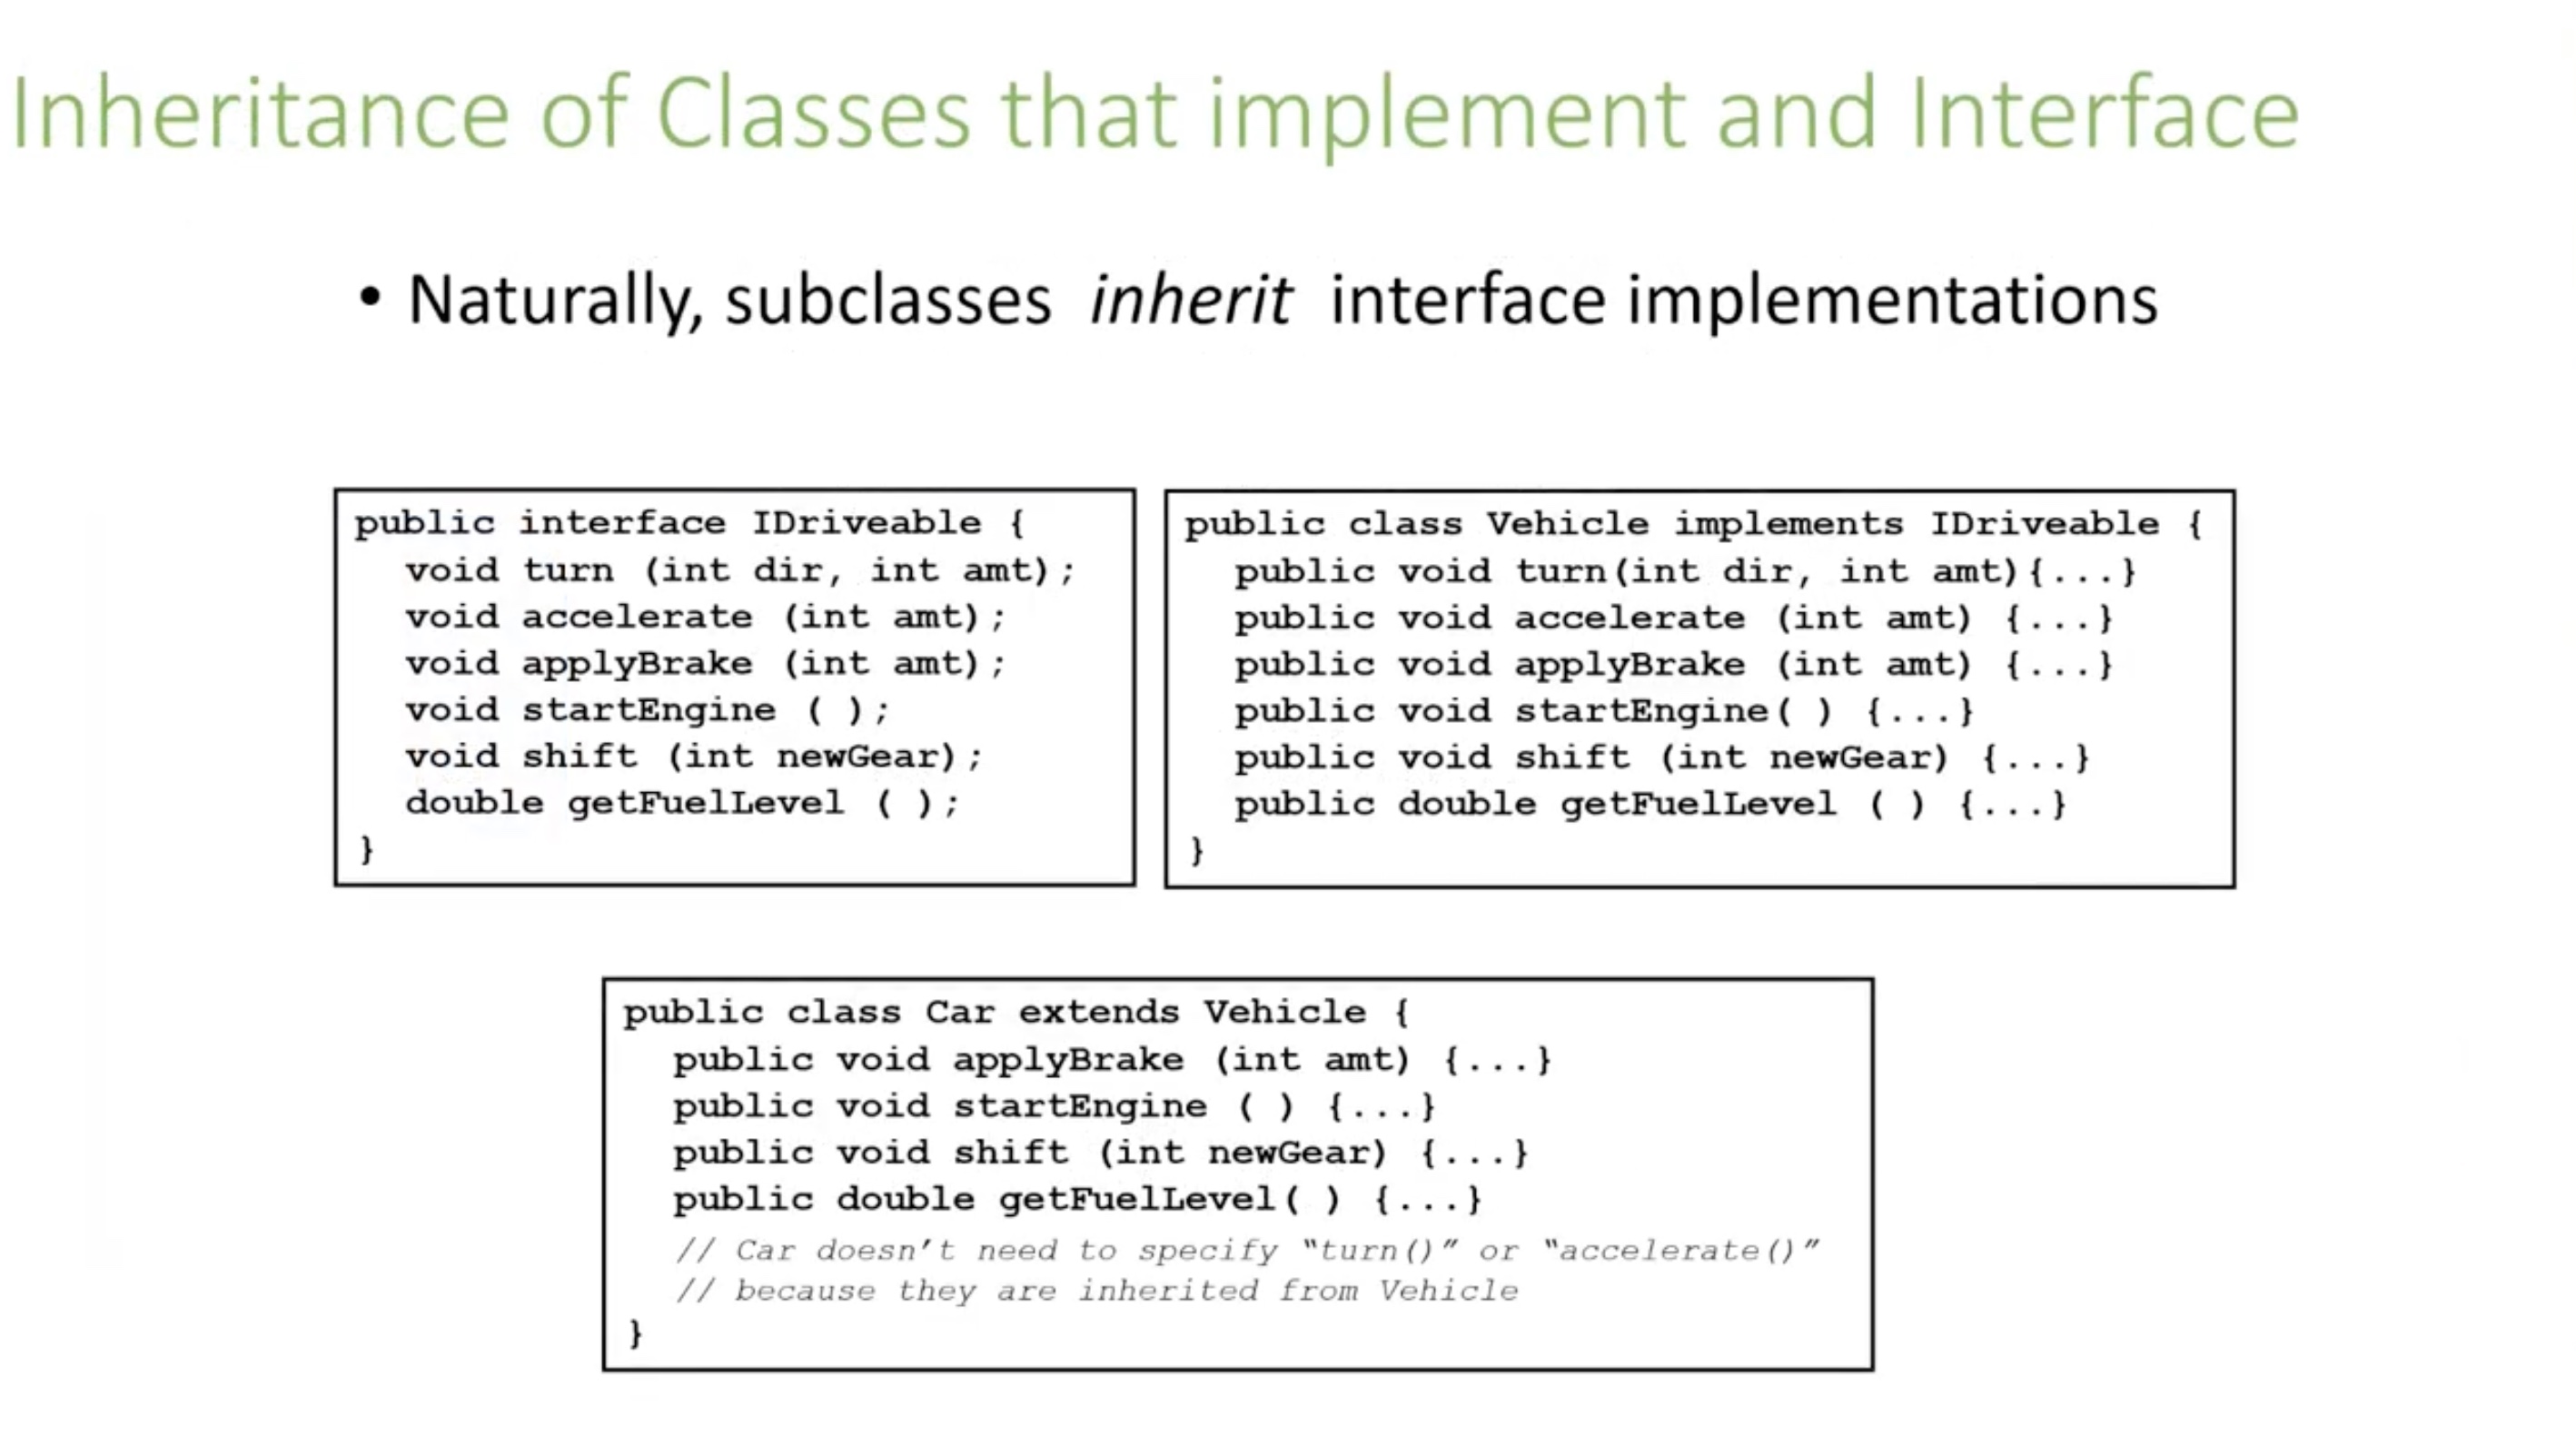 Inheritance of Classes that implement and Interface
• Naturally, subclasses inherit interface implementations
public interface IDriveable {
void turn (int dir, int amt);
void accelerate (int amt);
void applyBrake (int amt);
void startEngine ( );
void shift (int newGear);
double getFuelLevel ( );
}
public class Vehicle implements IDriveable {
public void turn(int dir, int amt){...}
public void accelerate (int amt) {...}
public void applyBrake (int amt) {...}
public void startEngine( ) {...}
public void shift (int newGear) {...}
public double getFuelLevel ( ) {...}
}
public class Car extends Vehicle {
public void applyBrake (int amt) {...}
public void startEngine ( ) {...}
public void shift (int newGear) {...}
public double getFuelLevel( ) {...}
// Car doesn’t need to specify “turn()” or “accelerate()”
// because they are inherited from Vehicle
}